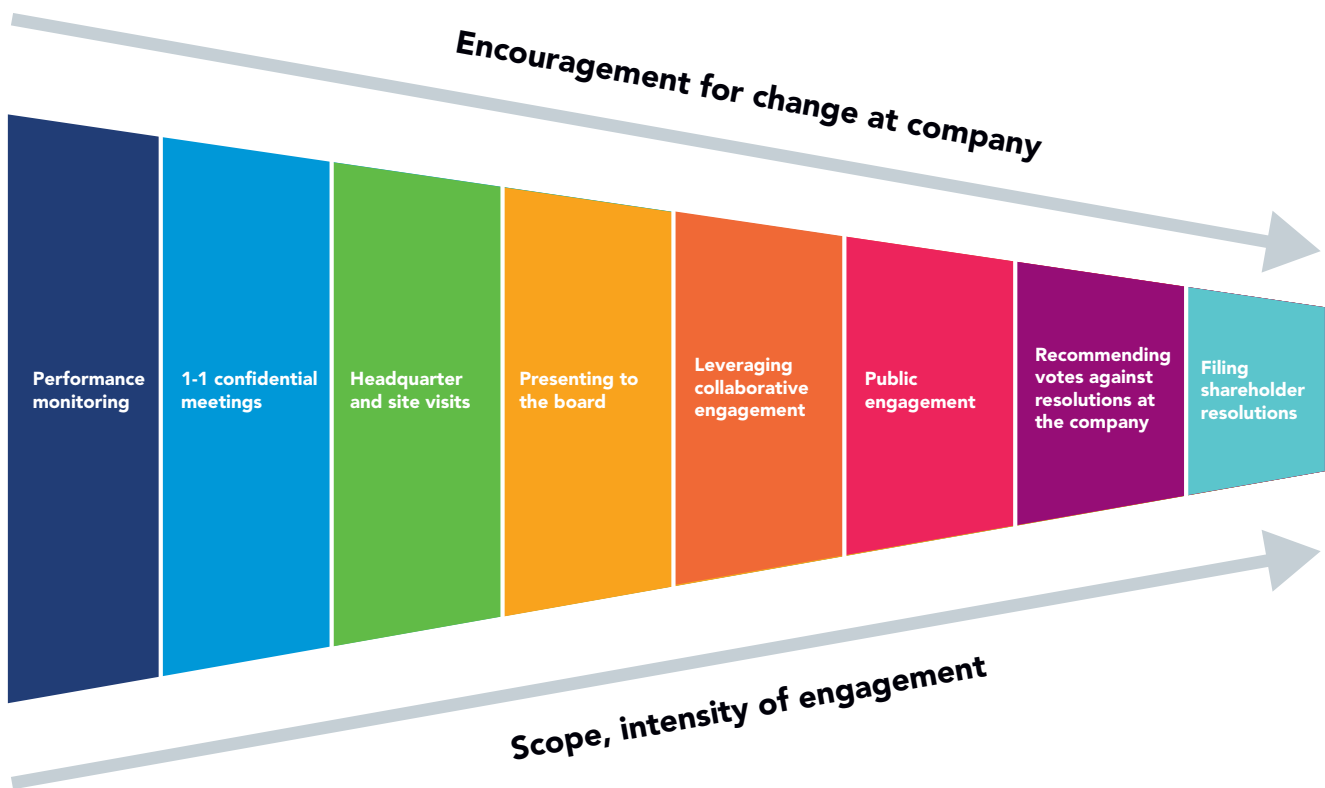 Encouragement for change at company
Performance
monitoring
1-1 confidential
meetings
Headquarter
and site visits
Presenting to
the board
Leveraging
collaborative
engagement
Public
engagement
Recommending
votes against
resolutions at
the company
Filing
shareholder
resolutions
Scope, intensity of engagement